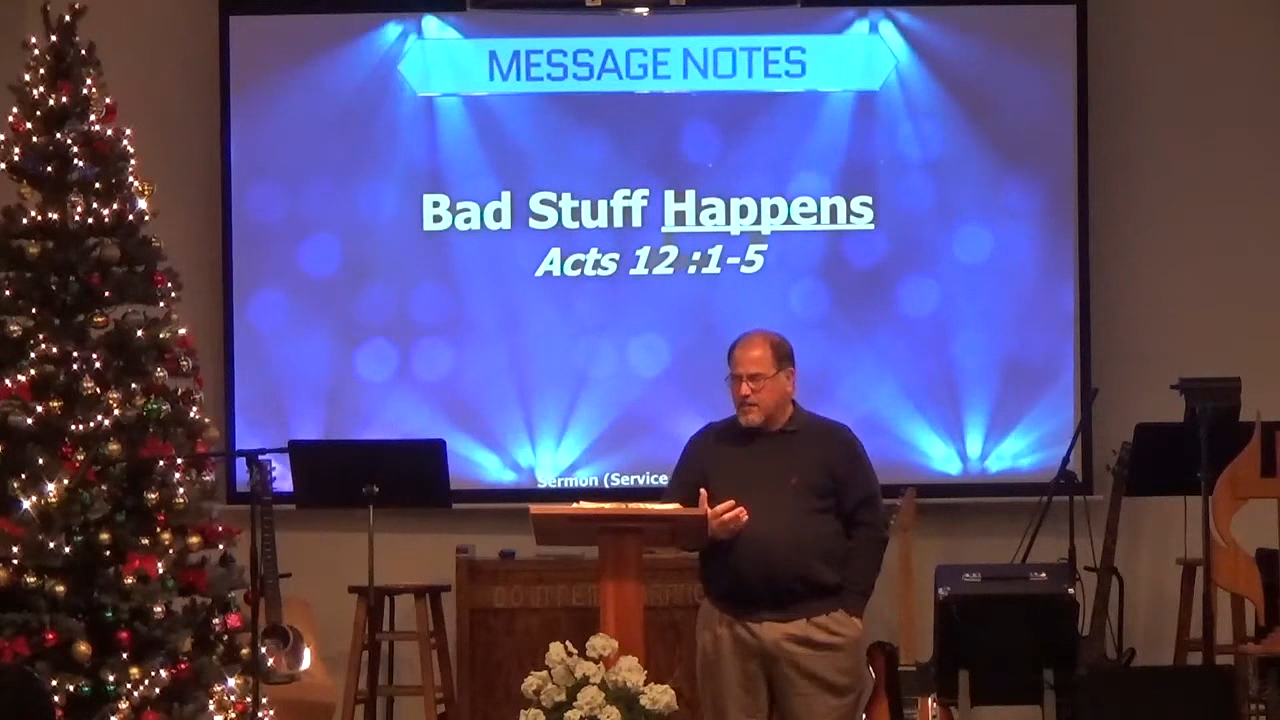 MESSAGE NOTES
Bad Stuff Happens
Acts 12 :1-5
Sermon (Service